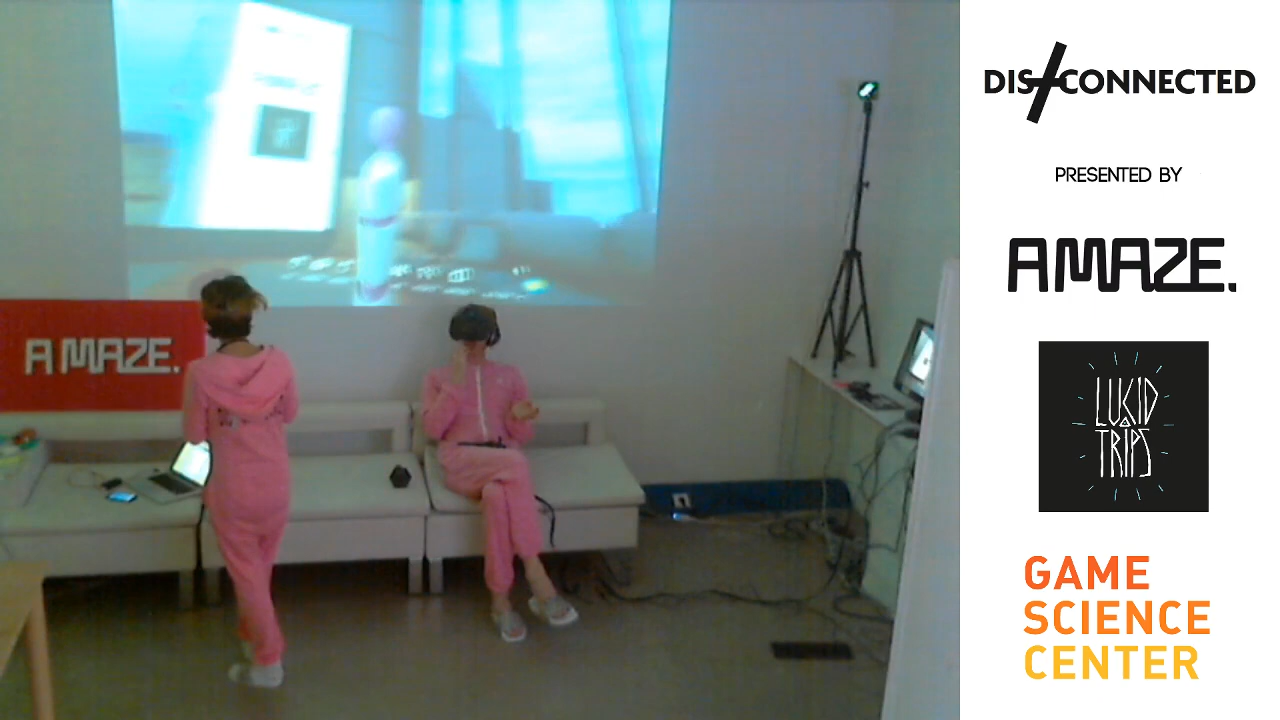 A MAZE.
DIS/CONNECTED
PRESENTED BY
A MAZE.
LUCID
TRIPS
GAME
SCIENCE
CENTER